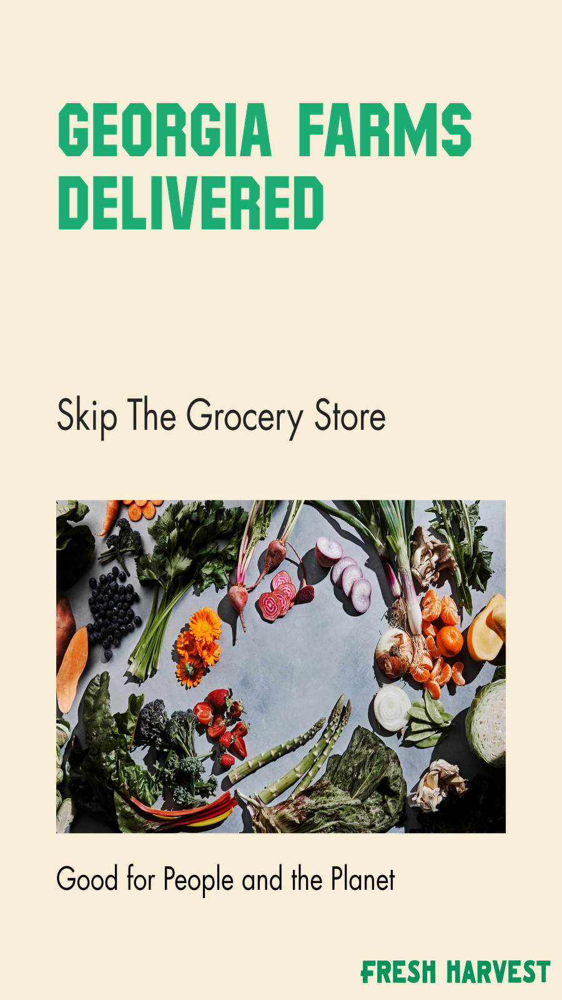 GEORGIA FARMS
DELIVERED
Skip The Grocery Store
Good for People and the Planet
FRESH HARVEST